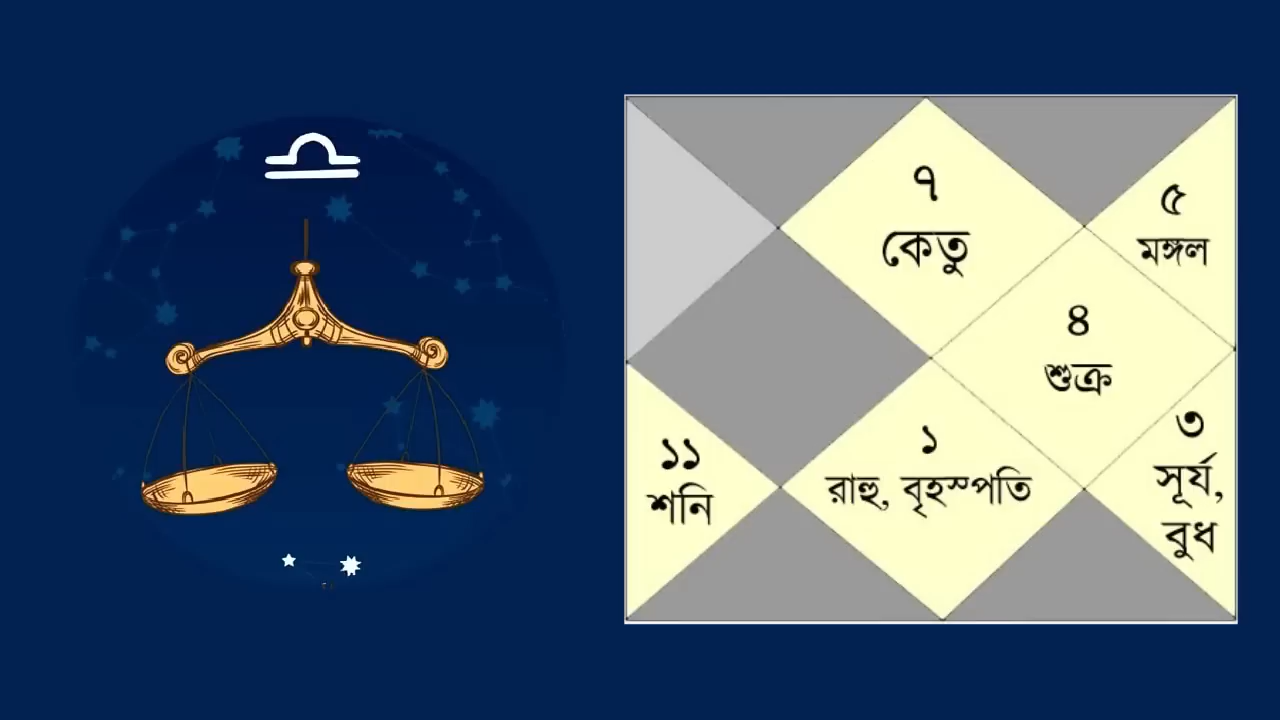 ৭
কেতু
৫
মঙ্গল
৪
শুক্র
৩
সূর্য,
বুধ
১
রাহু, বৃহস্পতি
১১
শনি